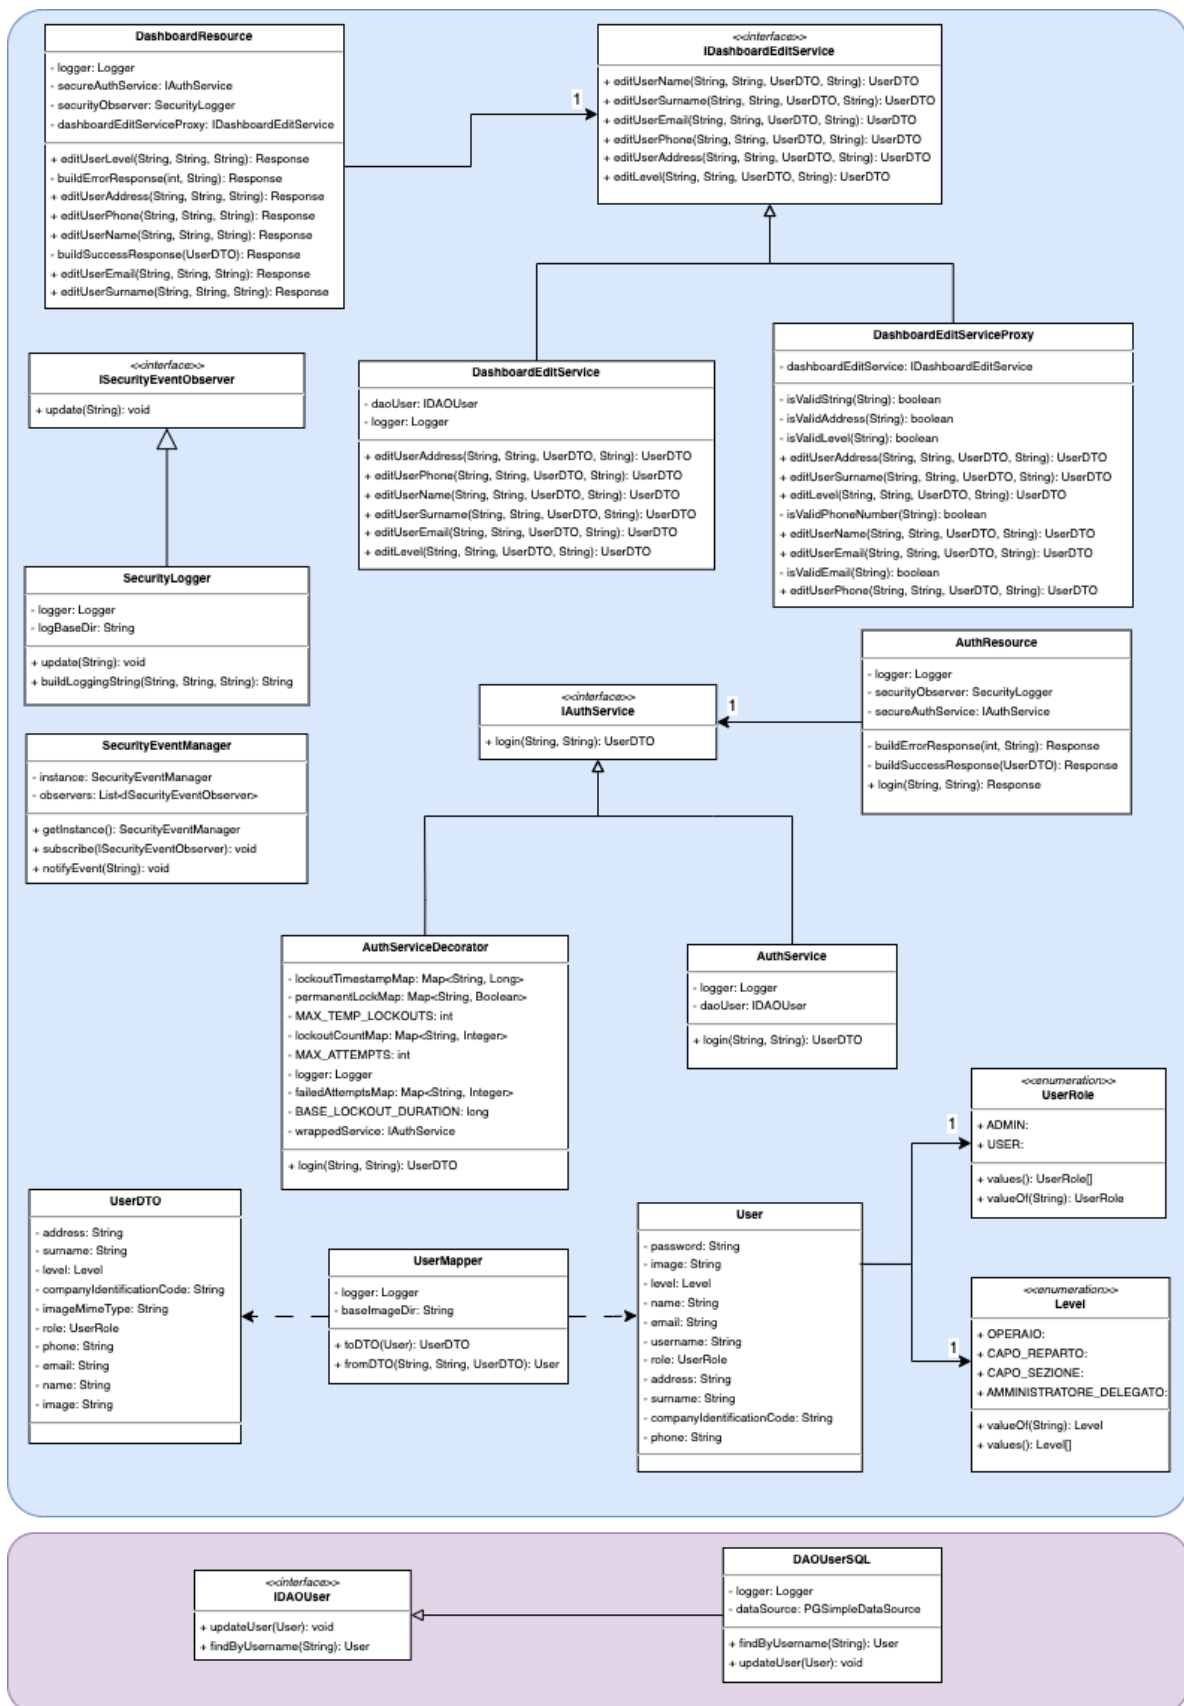 DashboardResource
- logger: Logger
- secureAuthService: IAuthService
- securityObserver: SecurityLogger
- dashboardEditServiceProxy: IDashboardEditService
+ editUserLevel(String, String, String): Response
- buildErrorResponse(int, String): Response
+ editUserAddress(String, String, String): Response
+ editUserPhone(String, String, String): Response
+ editUserName(String, String, String): Response
- buildSuccessResponse(UserDTO): Response
+ editUserEmail(String, String, String): Response
+ editUserSurname(String, String, String): Response
1
<<interface>>
IDashboardEditService
+ editUserName(String, String, UserDTO, String): UserDTO
+ editUserSurname(String, String, UserDTO, String): UserDTO
+ editUserEmail(String, String, UserDTO, String): UserDTO
+ editUserPhone(String, String, UserDTO, String): UserDTO
+ editUserAddress(String, String, UserDTO, String): UserDTO
+ editLevel(String, String, UserDTO, String): UserDTO
<<interface>>
ISecurityEventObserver
+ update(String): void
DashboardEditService
- daoUser: IDAOUser
- logger: Logger
+ editUserAddress(String, String, UserDTO, String): UserDTO
+ editUserPhone(String, String, UserDTO, String): UserDTO
+ editUserName(String, String, UserDTO, String): UserDTO
+ editUserSurname(String, String, UserDTO, String): UserDTO
+ editUserEmail(String, String, UserDTO, String): UserDTO
+ editLevel(String, String, UserDTO, String): UserDTO
DashboardEditServiceProxy
- dashboardEditService: IDashboardEditService
- isValidString(String): boolean
- isValidAddress(String): boolean
- isValidLevel(String): boolean
+ editUserAddress(String, String, UserDTO, String): UserDTO
+ editUserSurname(String, String, UserDTO, String): UserDTO
+ editLevel(String, String, UserDTO, String): UserDTO
- isValidPhoneNumber(String): boolean
+ editUserName(String, String, UserDTO, String): UserDTO
+ editUserEmail(String, String, UserDTO, String): UserDTO
- isValidEmail(String): boolean
+ editUserPhone(String, String, UserDTO, String): UserDTO
SecurityLogger
- logger: Logger
- logBaseDir: String
+ update(String): void
+ buildLoggingString(String, String, String): String
<<interface>>
IAuthService
+ login(String, String): UserDTO
1
AuthResource
- logger: Logger
- securityObserver: SecurityLogger
- secureAuthService: IAuthService
- buildErrorResponse(int, String): Response
- buildSuccessResponse(UserDTO): Response
+ login(String, String): Response
SecurityEventManager
- instance: SecurityEventManager
- observers: List<ISecurityEventObserver>
+ getInstance(): SecurityEventManager
+ subscribe(ISecurityEventObserver): void
+ notifyEvent(String): void
AuthServiceDecorator
- lockoutTimestampMap: Map<String, Long>
- permanentLockMap: Map<String, Boolean>
- MAX_TEMP_LOCKOUTS: int
- lockoutCountMap: Map<String, Integer>
- MAX_ATTEMPTS: int
- logger: Logger
- failedAttemptsMap: Map<String, Integer>
- BASE_LOCKOUT_DURATION: long
- wrappedService: IAuthService
+ login(String, String): UserDTO
AuthService
- logger: Logger
- daoUser: IDAOUser
+ login(String, String): UserDTO
<<enumeration>>
UserRole
+ ADMIN:
+ USER:
+ values(): UserRole[]
+ valueOf(String): UserRole
1
UserDTO
- address: String
- surname: String
- level: Level
- companyIdentificationCode: String
- imageMimeType: String
- role: UserRole
- phone: String
- email: String
- name: String
- image: String
UserMapper
- logger: Logger
- baseImageDir: String
+ toDTO(User): UserDTO
+ fromDTO(String, String, UserDTO): User
User
- password: String
- image: String
- level: Level
- name: String
- email: String
- username: String
- role: UserRole
- address: String
- surname: String
- companyIdentificationCode: String
- phone: String
1
<<enumeration>>
Level
+ OPERAIO:
+ CAPO_REPARTO:
+ CAPO_SEZIONE:
+ AMMINISTRATORE_DELEGATO:
+ valueOf(String): Level
+ values(): Level[]
<<interface>>
IDAOUser
+ updateUser(User): void
+ findByUsername(String): User
DAOUserSQL
- logger: Logger
- dataSource: PGSimpleDataSource
+ findByUsername(String): User
+ updateUser(User): void